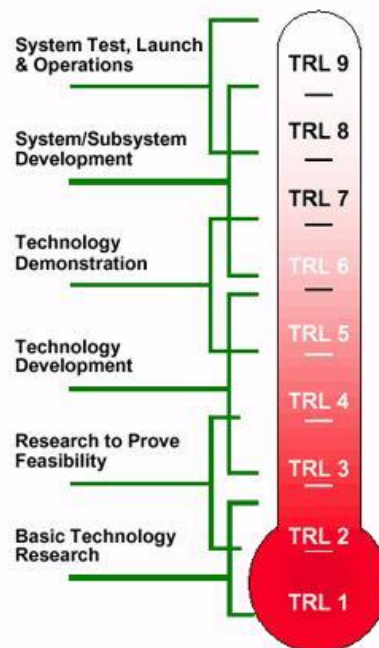 System Test, Launch
& Operations
System/Subsystem
Development
Technology
Demonstration
Technology
Development
Research to Prove
Feasibility
Basic Technology
Research
TRL 9
TRL 8
TRL 7
TRL 6
TRL 5
TRL 4
TRL 3
TRL 2
TRL 1